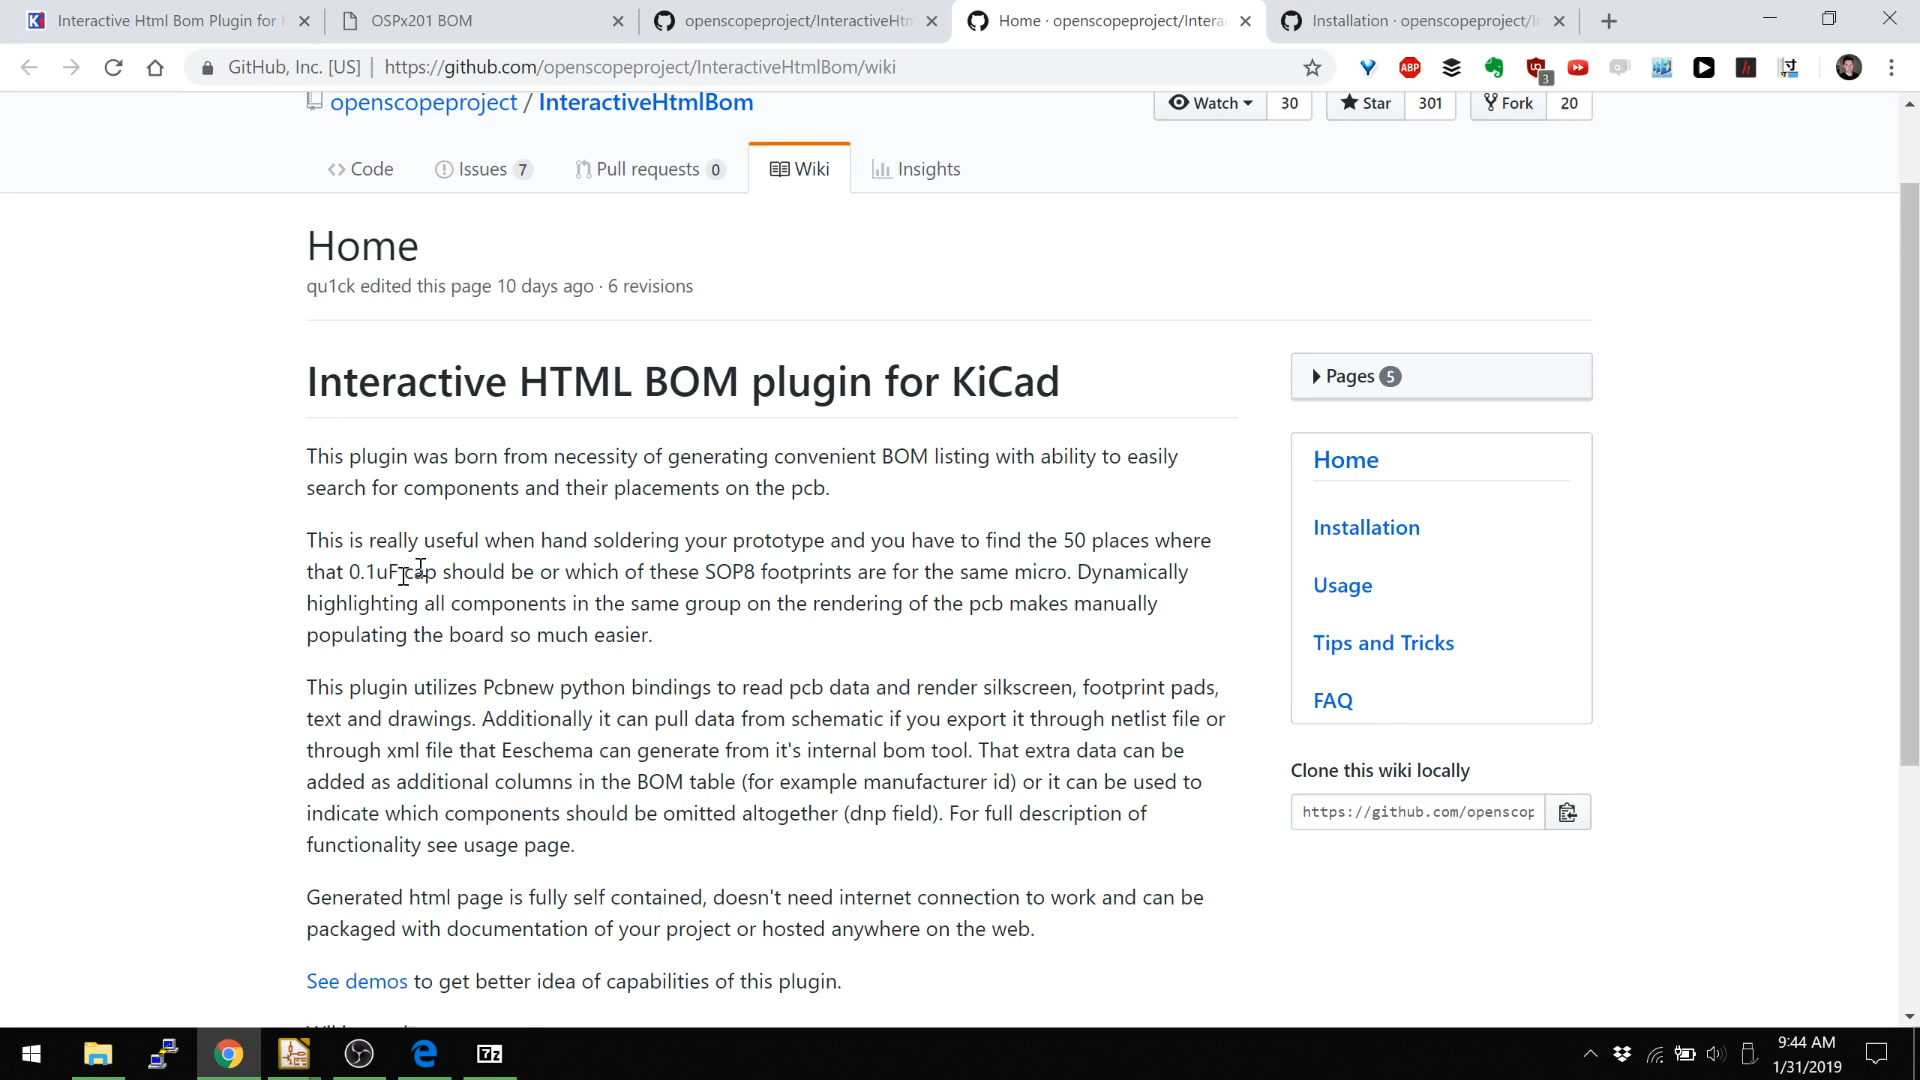 Interactive Html Bom Plugin for
OSPx201 BOM
openscopeproject/InteractiveHtm
Home · openscopeproject/Intera
Installation · openscopeproject/I
GitHub, Inc. [US] | https://github.com/openscopeproject/InteractiveHtmlBom/wiki
ABP
3
openscopeproject / InteractiveHtmlBom
Watch 30
Star 301
Fork 20
Code
Issues 7
Pull requests 0
Wiki
Insights
Home
qu1ck edited this page 10 days ago · 6 revisions
Interactive HTML BOM plugin for KiCad
This plugin was born from necessity of generating convenient BOM listing with ability to easily
search for components and their placements on the pcb.
This is really useful when hand soldering your prototype and you have to find the 50 places where
that 0.1uF cap should be or which of these SOP8 footprints are for the same micro. Dynamically
highlighting all components in the same group on the rendering of the pcb makes manually
populating the board so much easier.
This plugin utilizes Pcbnew python bindings to read pcb data and render silkscreen, footprint pads,
text and drawings. Additionally it can pull data from schematic if you export it through netlist file or
through xml file that Eeschema can generate from it's internal bom tool. That extra data can be
added as additional columns in the BOM table (for example manufacturer id) or it can be used to
indicate which components should be omitted altogether (dnp field). For full description of
functionality see usage page.
Generated html page is fully self contained, doesn't need internet connection to work and can be
packaged with documentation of your project or hosted anywhere on the web.
See demos to get better idea of capabilities of this plugin.
Pages 5
Home
Installation
Usage
Tips and Tricks
FAQ
Clone this wiki locally
https://github.com/openscop
7z
9:44 AM
1/31/2019